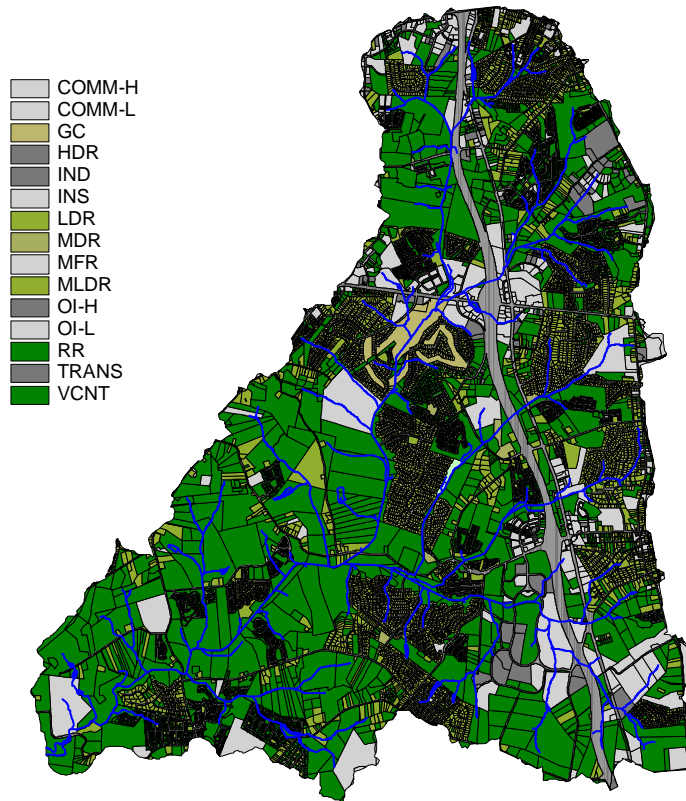 COMM-H
COMM-L
GC
HDR
IND
INS
LDR
MDR
MFR
MLDR
OI-H
OI-L
RR
TRANS
VCNT